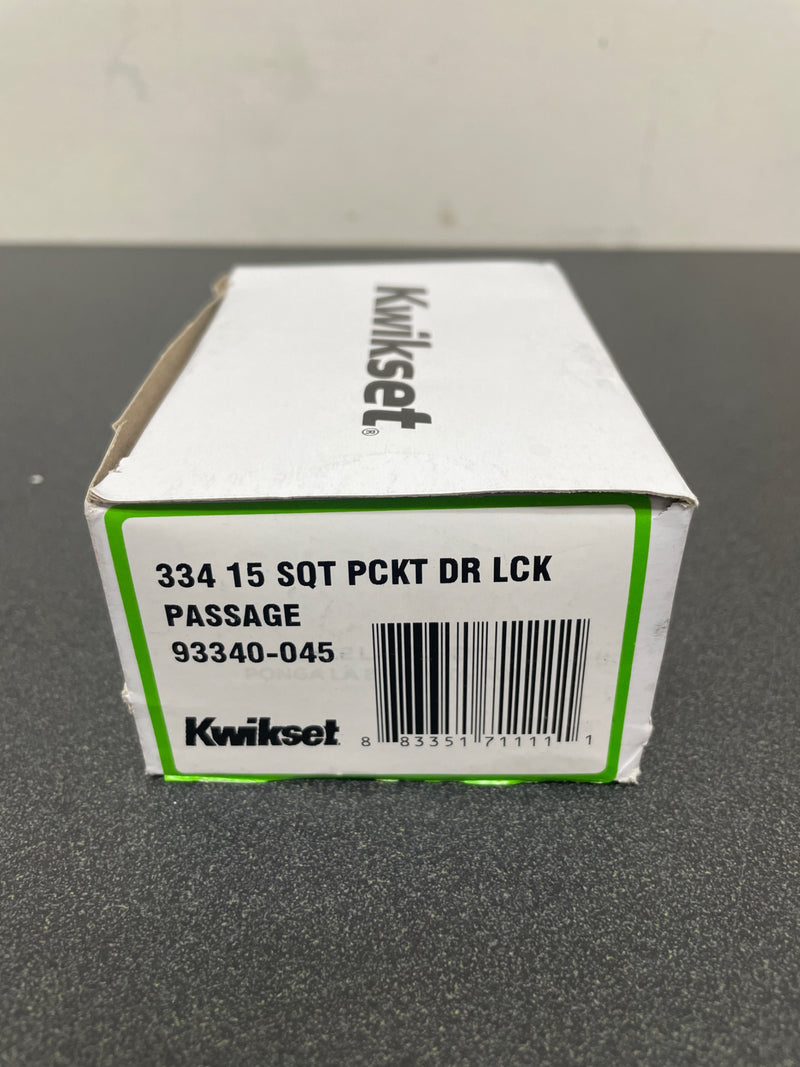 Kwikset®
334 15 SQT PCKT DR LCK
PASSAGE
93340-045
Kwikset
8 83351 71111 1